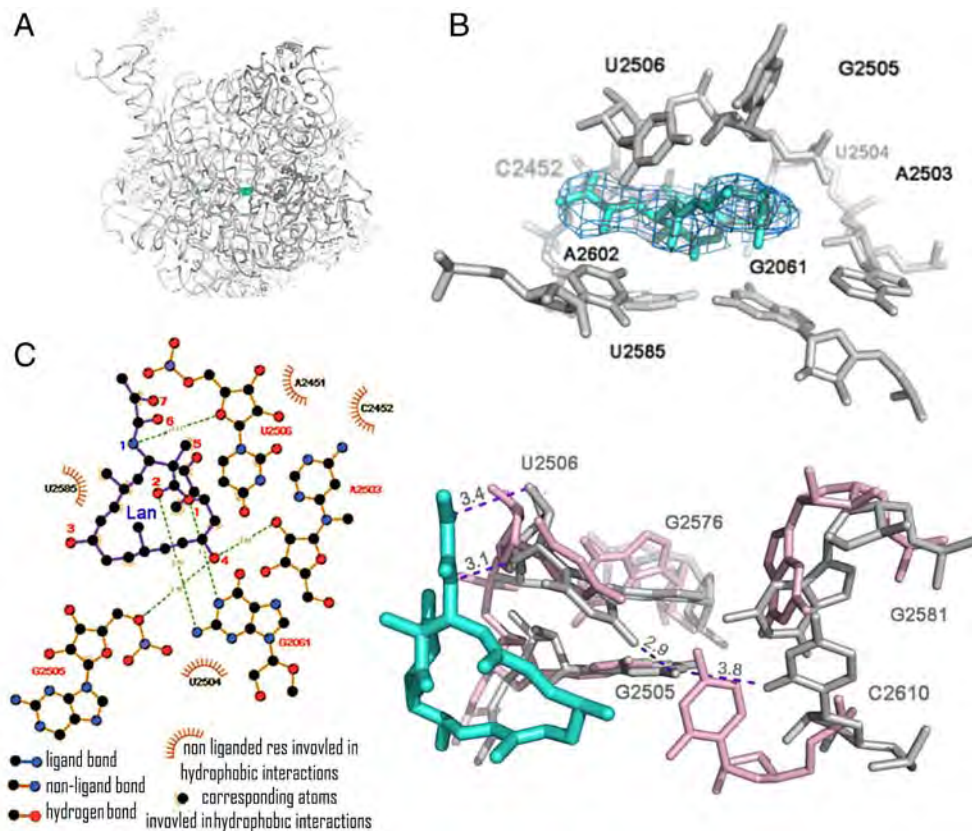 A
B
U2506
G2505
C2452
U2504
A2503
A2602
G2061
U2585
C
A2451
C2452
7
6
U2506
1
5
U2585
2
1
A2503
Lan
3
4
G2061
G2505
U2504
ligand bond
non-ligand bond
hydrogen bond
non liganded res invovled in
hydrophobic interactions
corresponding atoms
invovled in hydrophobic interactions
U2506
3.4
G2576
3.1
G2581
2.9
G2505
3.8
C2610